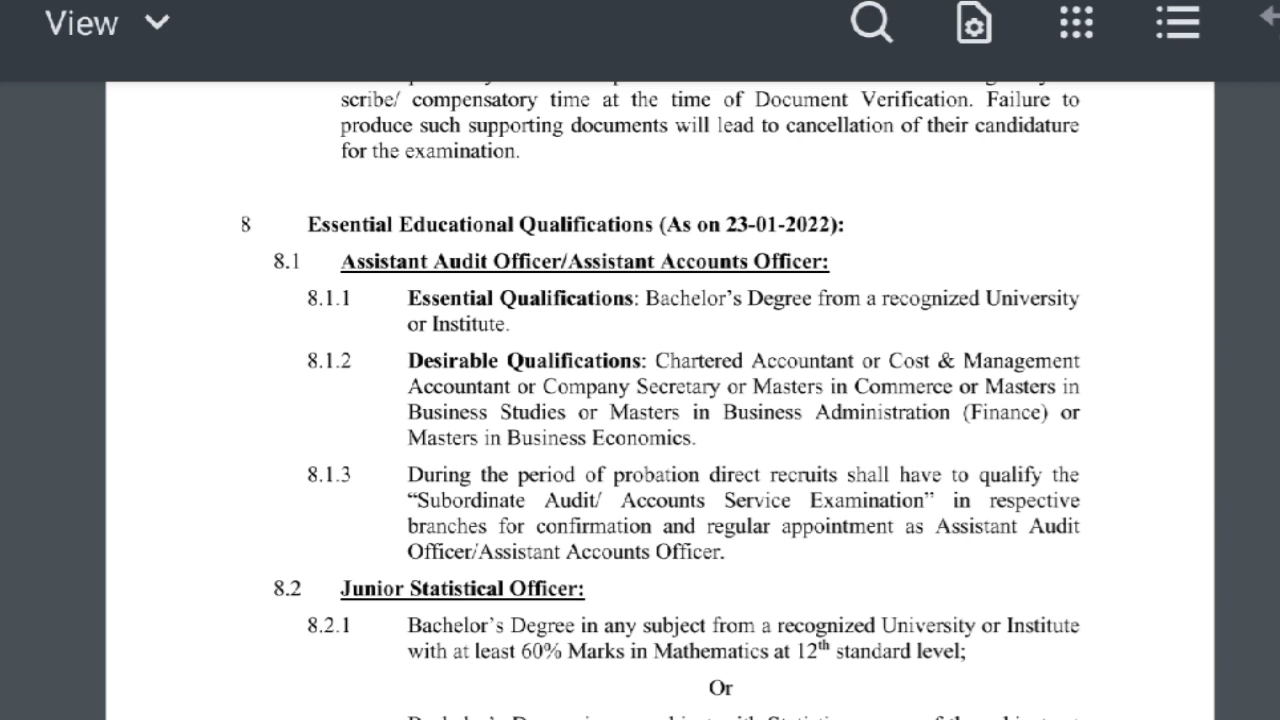 View
scribe/ compensatory time at the time of Document Verification. Failure to
produce such supporting documents will lead to cancellation of their candidature
for the examination.
8 Essential Educational Qualifications (As on 23-01-2022):
8.1 Assistant Audit Officer/Assistant Accounts Officer:
8.1.1 Essential Qualifications: Bachelor's Degree from a recognized University
or Institute.
8.1.2 Desirable Qualifications: Chartered Accountant or Cost & Management
Accountant or Company Secretary or Masters in Commerce or Masters in
Business Studies or Masters in Business Administration (Finance) or
Masters in Business Economics.
8.1.3 During the period of probation direct recruits shall have to qualify the
“Subordinate Audit/ Accounts Service Examination” in respective
branches for confirmation and regular appointment as Assistant Audit
Officer/Assistant Accounts Officer.
8.2 Junior Statistical Officer:
8.2.1 Bachelor's Degree in any subject from a recognized University or Institute
with at least 60% Marks in Mathematics at 12th standard level;
Or